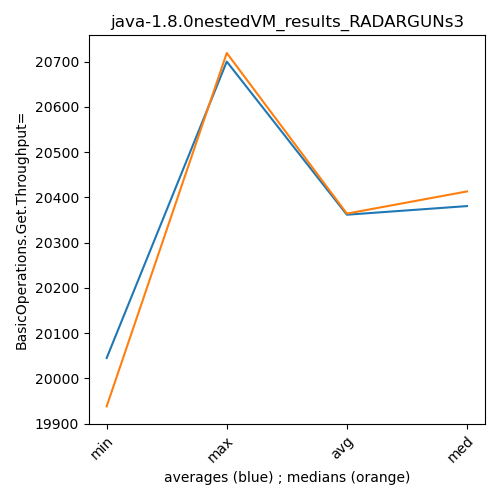 java-1.8.0nestedVM_results_RADARGUNs3
BasicOperations.Get.Throughput=
20700
20600
20500
20400
20300
20200
20100
20000
19900
min
max
avg
med
averages (blue) ; medians (orange)